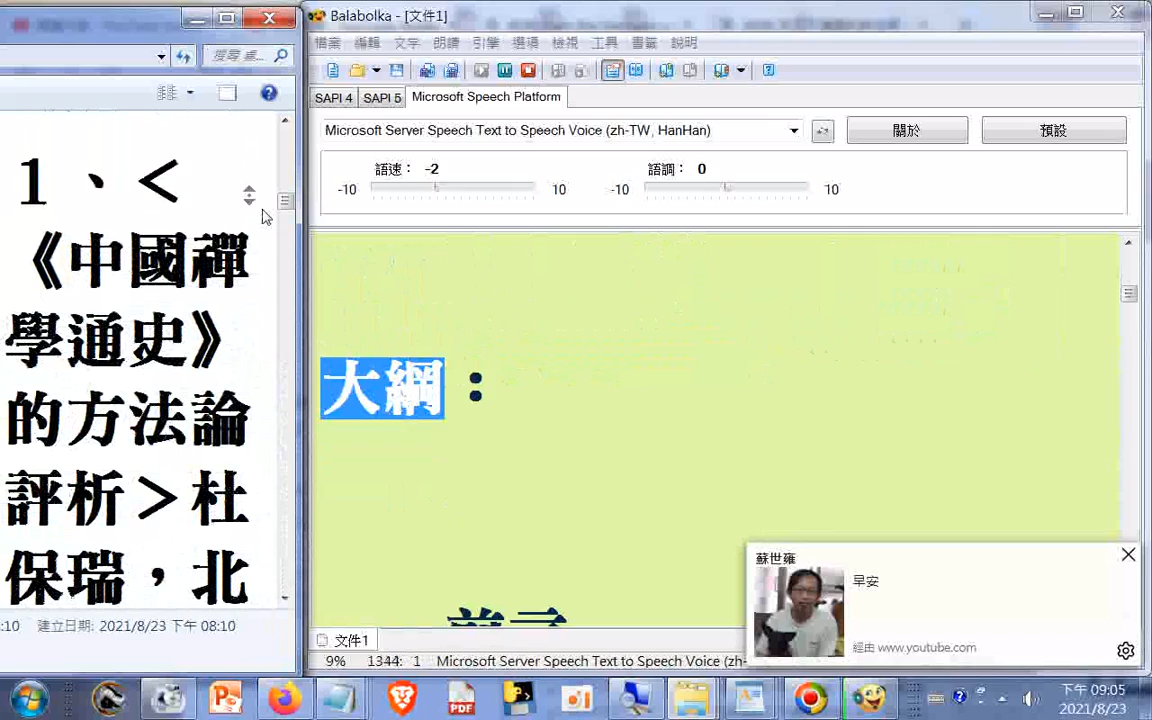 Balabolka - [文件1]
檔案 編輯 文字 朗讀 引擎 選項 檢視 工具 書籤 說明
搜尋 桌...
SAPI 4 SAPI 5 Microsoft Speech Platform
Microsoft Server Speech Text to Speech Voice (zh-TW, HanHan)
關於
預設
語速： -2
語調： 0
-10 10 -10 10
1、<
《中國禪
學通史》
的方法論
評析>杜
保瑞，北
大綱：
蘇世雍
早安
經由 www.youtube.com
:10 建立日期: 2021/8/23 下午 08:10
文件1
9% 1344: 1 Microsoft Server Speech Text to Speech Voice (zh-
下午 09:05
2021/8/23